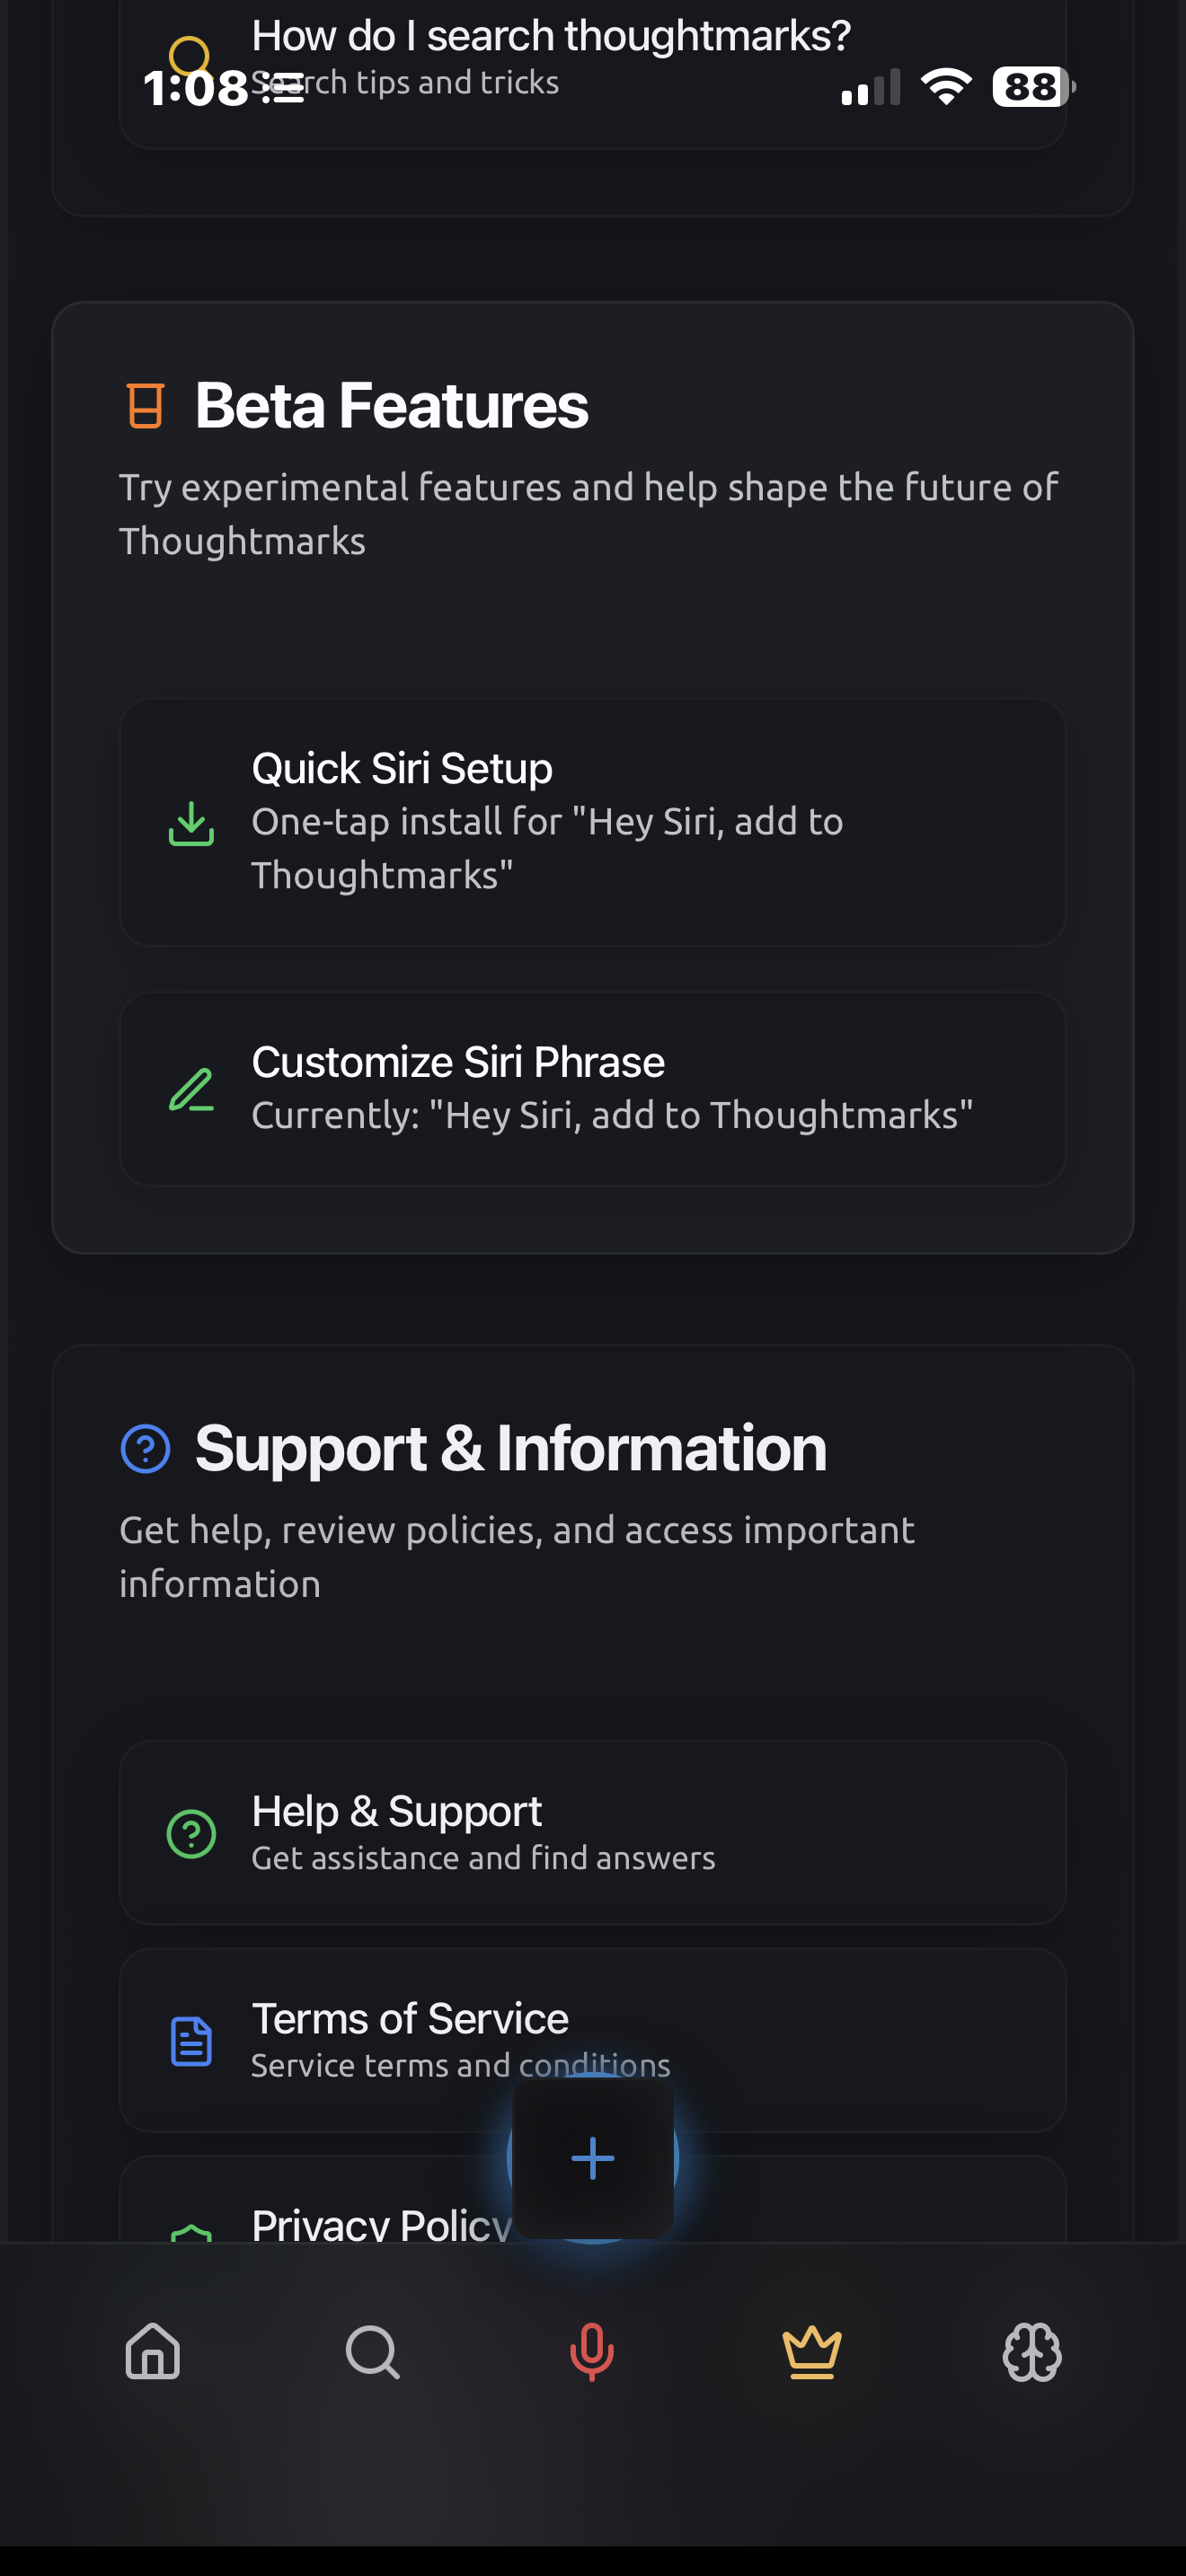 How do I search thoughtmarks?
Search tips and tricks
1:08
88
Beta Features
Try experimental features and help shape the future of
Thoughtmarks
Quick Siri Setup
One-tap install for "Hey Siri, add to
Thoughtmarks"
Customize Siri Phrase
Currently: "Hey Siri, add to Thoughtmarks"
Support & Information
Get help, review policies, and access important
information
Help & Support
Get assistance and find answers
Terms of Service
Service terms and conditions
Privacy Policy